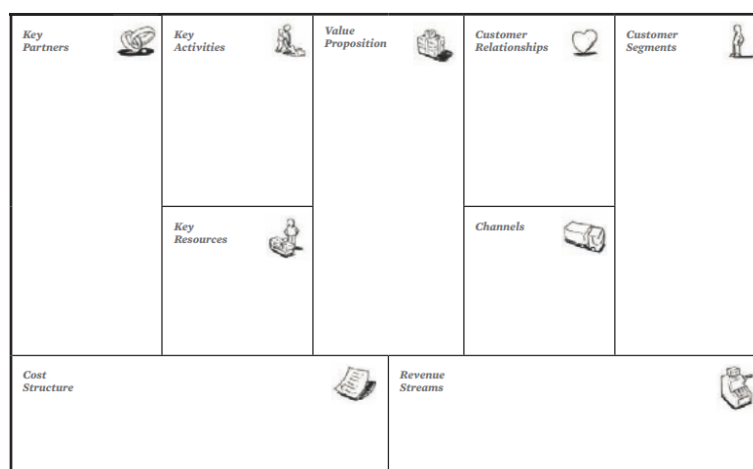 Key
Partners
Key
Activities
Value
Proposition
Customer
Relationships
Customer
Segments
Key
Resources
Channels
Cost
Structure
Revenue
Streams